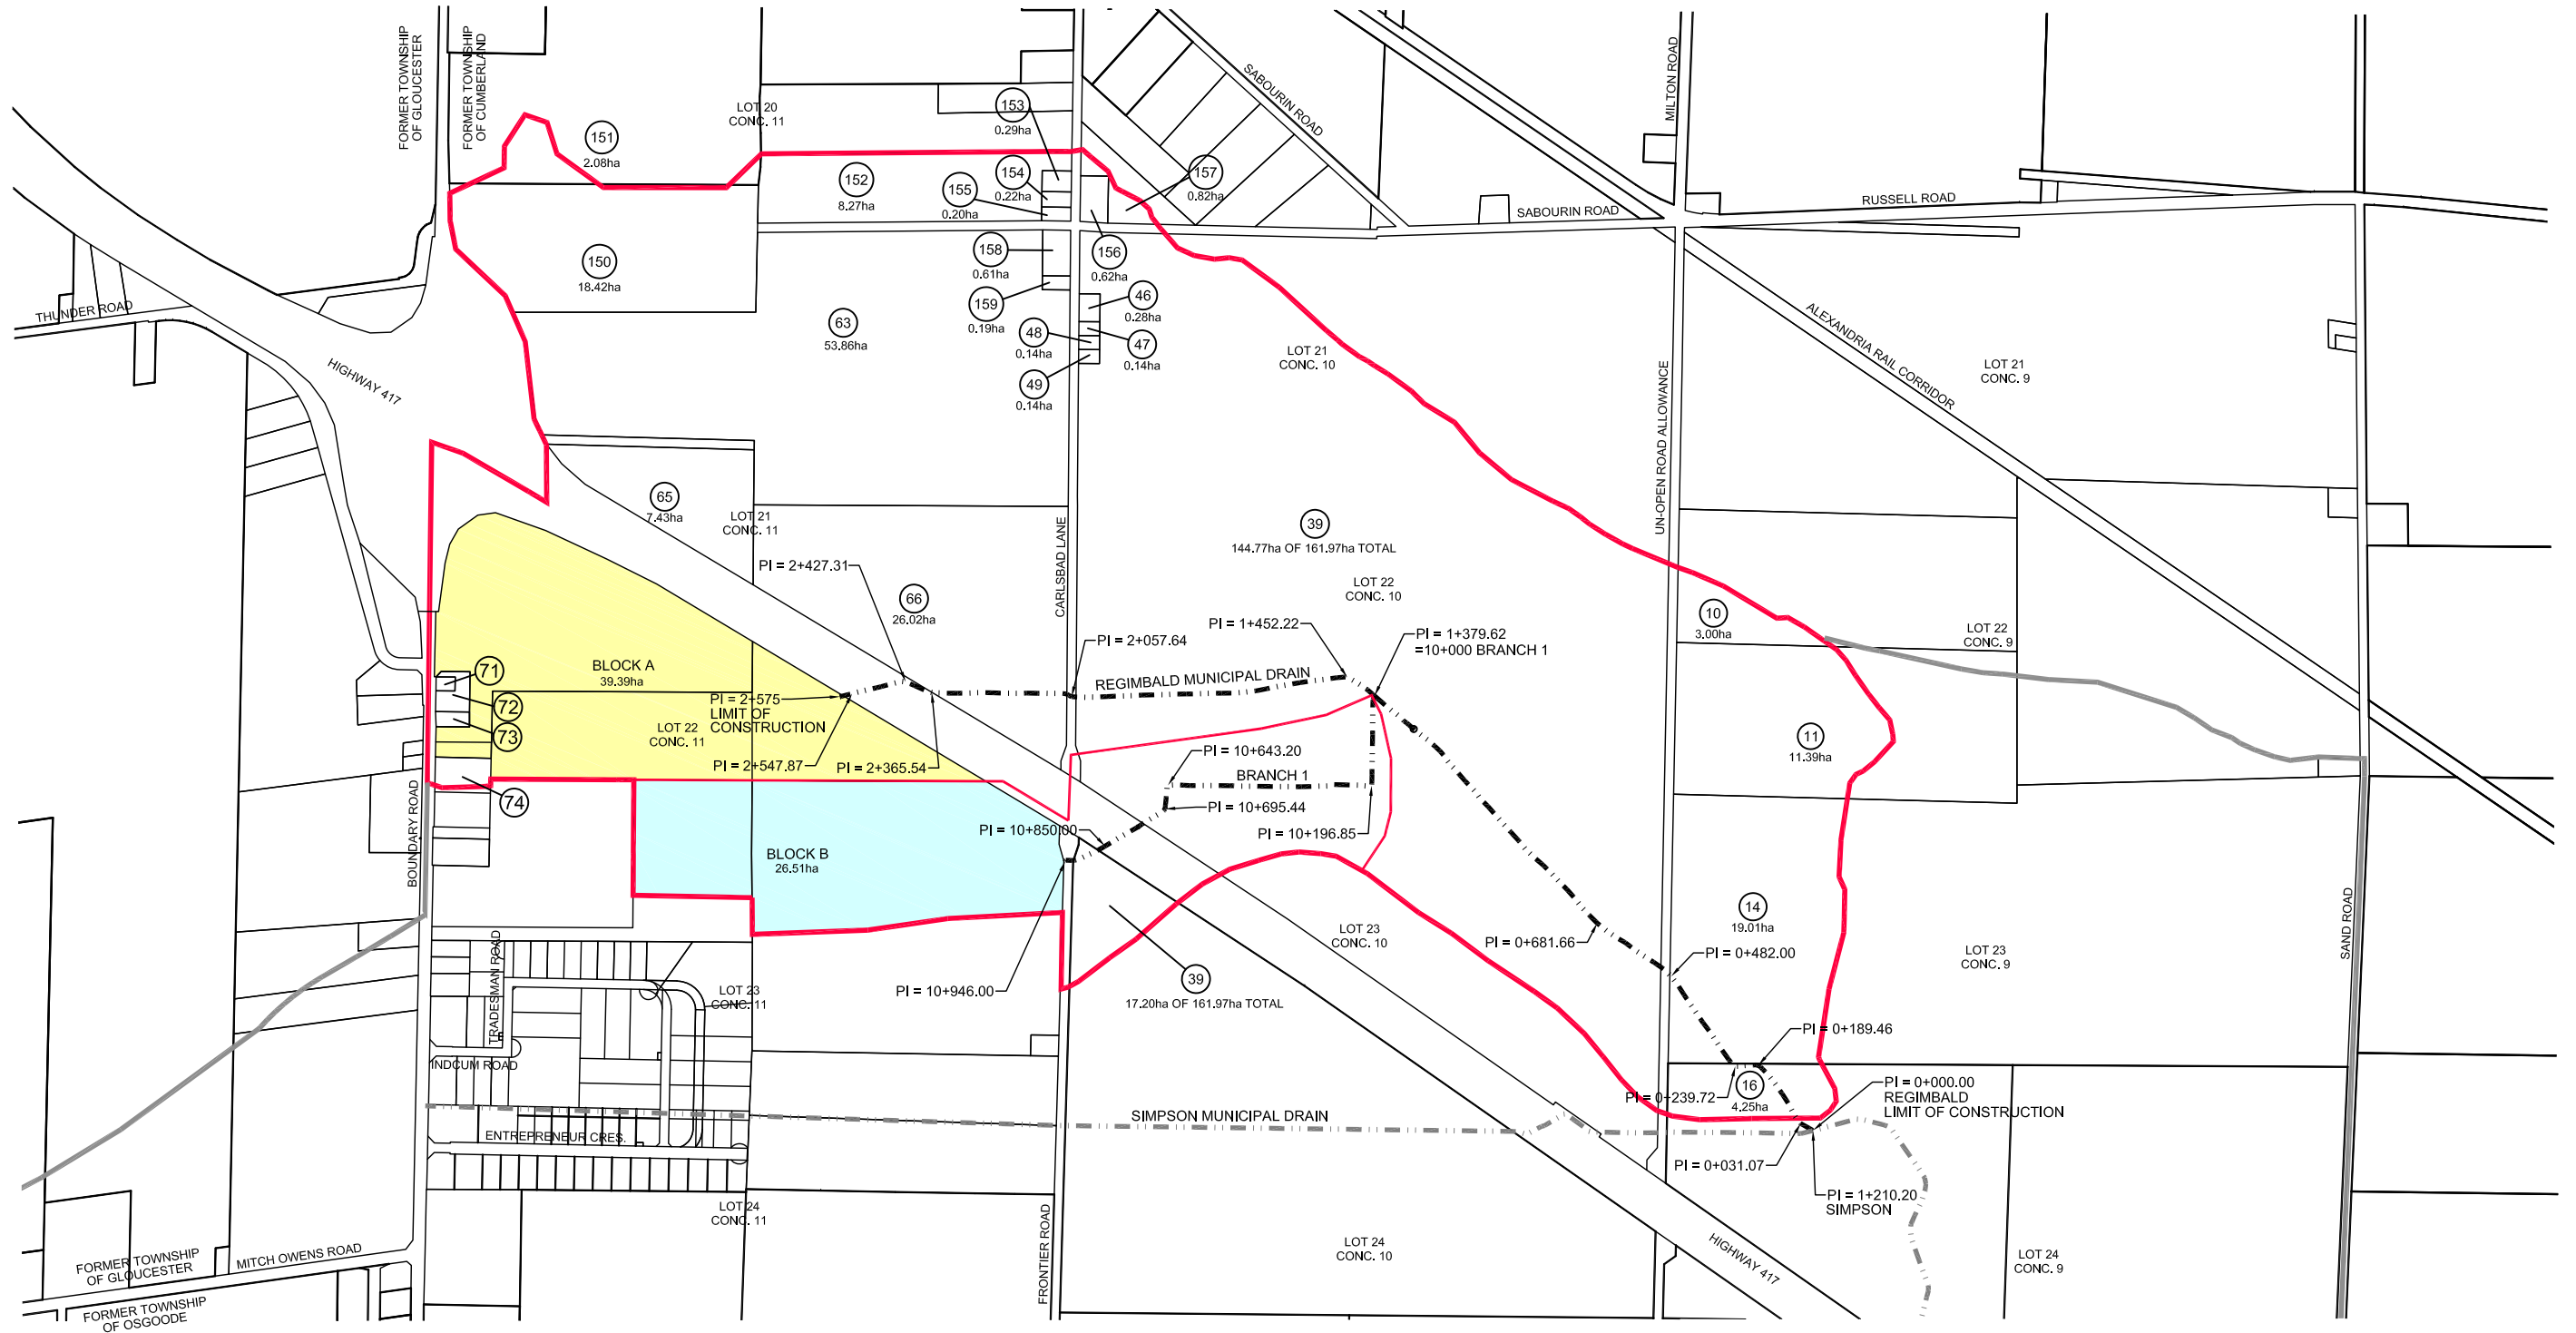 FORMER TOWNSHIP
OF GLOUCESTER
FORMER TOWNSHIP
OF CUMBERLAND
LOT 20
CONC. 11
151
2.08ha
153
0.29ha
SABOURIN ROAD
MILTON ROAD
152
8.27ha
155
0.20ha
154
0.22ha
157
0.82ha
SABOURIN ROAD
RUSSELL ROAD
150
18.42ha
158
0.61ha
156
0.62ha
159
0.19ha
46
0.28ha
THUNDER ROAD
63
53.86ha
48
0.14ha
47
0.14ha
49
0.14ha
HIGHWAY 417
LOT 21
CONC. 10
ALEXANDRIA RAIL CORRIDOR
LOT 21
CONC. 9
UN-OPEN ROAD ALLOWANCE
65
7.43ha
LOT 21
CONC. 11
39
144.77ha OF 161.97ha TOTAL
CARLSBAD LANE
PI = 2+427.31
66
26.02ha
LOT 22
CONC. 10
10
3.00ha
LOT 22
CONC. 9
PI = 2+057.64
PI = 1+452.22
PI = 1+379.62
=10+000 BRANCH 1
71
BLOCK A
39.39ha
REGIMBALD MUNICIPAL DRAIN
72
PI = 2+575
LIMIT OF
CONSTRUCTION
73
LOT 22
CONC. 11
11
11.39ha
PI = 2+547.87
PI = 2+365.54
PI = 10+643.20
BRANCH 1
74
PI = 10+695.44
BOUNDARY ROAD
PI = 10+850.00
PI = 10+196.85
BLOCK B
26.51ha
14
19.01ha
LOT 23
CONC. 10
PI = 0+681.66
PI = 0+482.00
LOT 23
CONC. 9
SAND ROAD
TRADESMAN ROAD
LOT 23
CONC. 11
PI = 10+946.00
39
17.20ha OF 161.97ha TOTAL
PI = 0+189.46
INDCUM ROAD
16
4.25ha
PI = 0+239.72
PI = 0+000.00
REGIMBALD
LIMIT OF CONSTRUCTION
SIMPSON MUNICIPAL DRAIN
ENTREPRENEUR CRES.
PI = 0+031.07
PI = 1+210.20
SIMPSON
LOT 24
CONC. 11
FRONTIER ROAD
LOT 24
CONC. 10
HIGHWAY 417
LOT 24
CONC. 9
FORMER TOWNSHIP
OF GLOUCESTER
MITCH OWENS ROAD
FORMER TOWNSHIP
OF OSGOODE